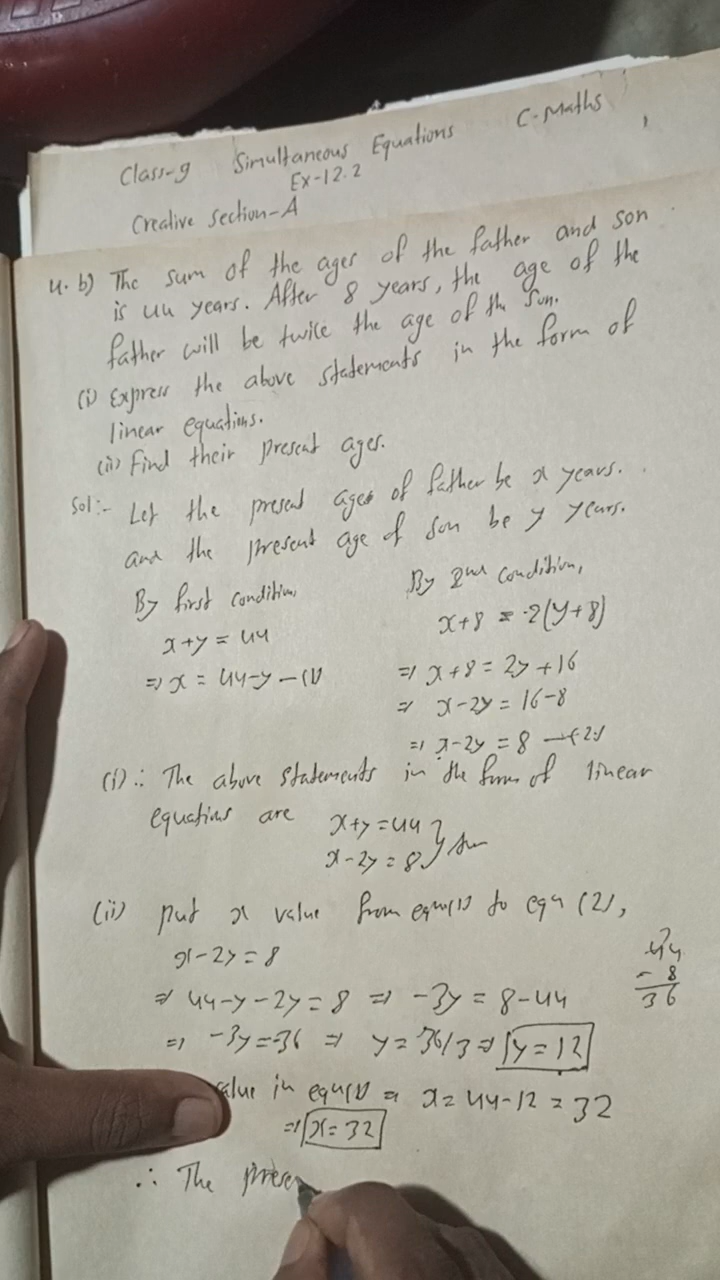 Class-9 Simultaneous Equations C-Maths
Ex-12.2
Creative Section-A
4. b) The sum of the ages of the father and son
is 44 years. After 8 years, the age of the
father will be twice the age of the son.
(i) Express the above statements in the form of
linear equations.
(ii) Find their present ages.
Sol:- Let the present ages of father be x years.
and the present age of son be y years.
By first condition,
x+y = 44
=> x = 44-y -(1)
By 2nd condition,
x+8 = 2(y+8)
=> x+8 = 2y+16
=> x-2y = 16-8
=> x-2y = 8 -(2)
(i) ∴ The above statements in the form of linear
equations are x+y=44
x-2y=8
(ii) put x value from equ(1) to equ (2),
x-2y=8
=> 44-y-2y=8 => -3y = 8-44
=> -3y=-36 => y= 36/3 => y=12
44
-8
36
value in equ(1) = x=44-12=32
=> x=32
∴ The prese